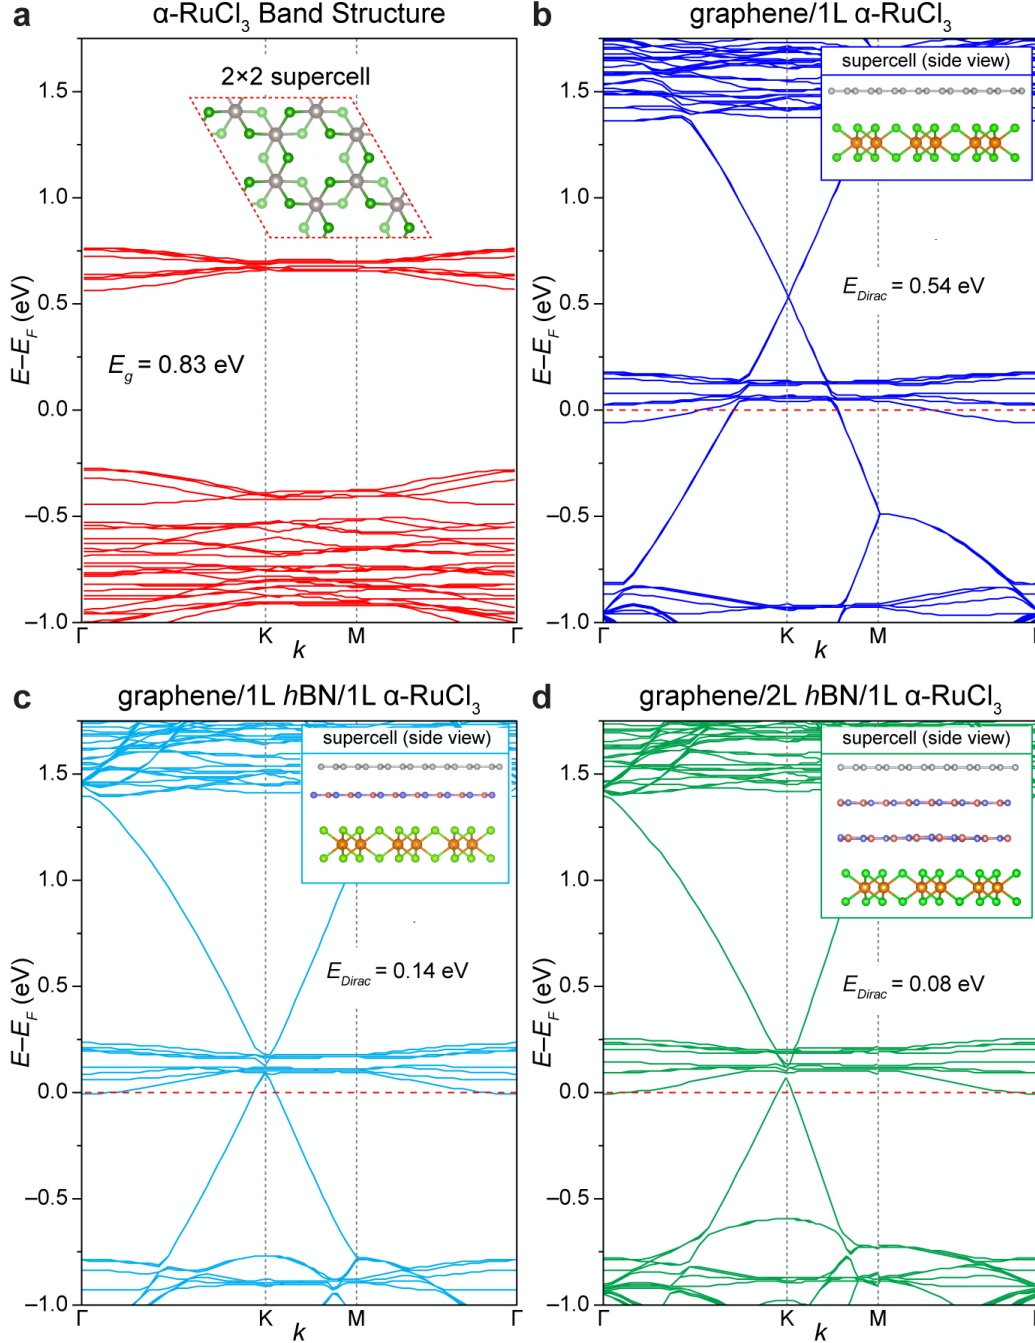 a
α-RuCl3 Band Structure
2×2 supercell
Eg = 0.83 eV
E–EF (eV)
1.5
1.0
0.5
0.0
–0.5
–1.0
Γ K M Γ
k
b
graphene/1L α-RuCl3
supercell (side view)
EDirac = 0.54 eV
E–EF (eV)
1.5
1.0
0.5
0.0
–0.5
–1.0
Γ K M Γ
k
c
graphene/1L hBN/1L α-RuCl3
supercell (side view)
EDirac = 0.14 eV
E–EF (eV)
1.5
1.0
0.5
0.0
–0.5
–1.0
Γ K M Γ
k
d
graphene/2L hBN/1L α-RuCl3
supercell (side view)
EDirac = 0.08 eV
E–EF (eV)
1.5
1.0
0.5
0.0
–0.5
–1.0
Γ K M Γ
k